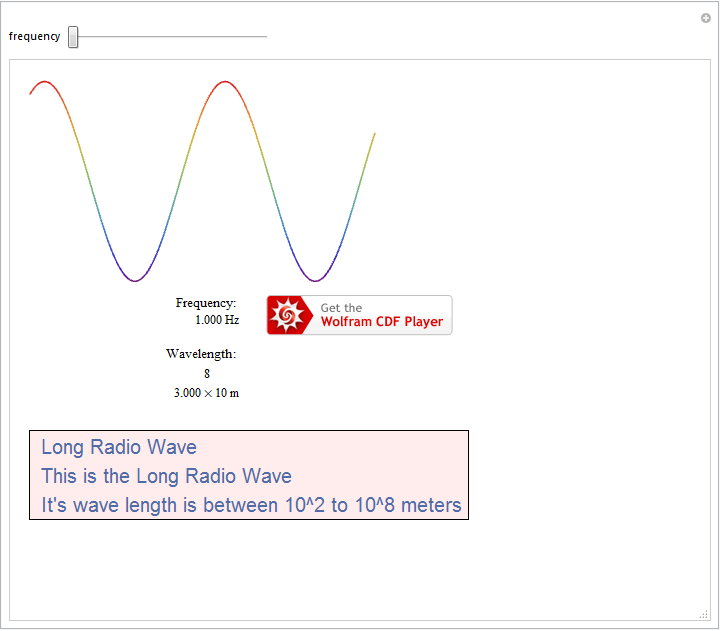 frequency
Frequency:
1.000 Hz
Get the
Wolfram CDF Player
Wavelength:
8
3.000 × 10 m
Long Radio Wave
This is the Long Radio Wave
It's wave length is between 10^2 to 10^8 meters